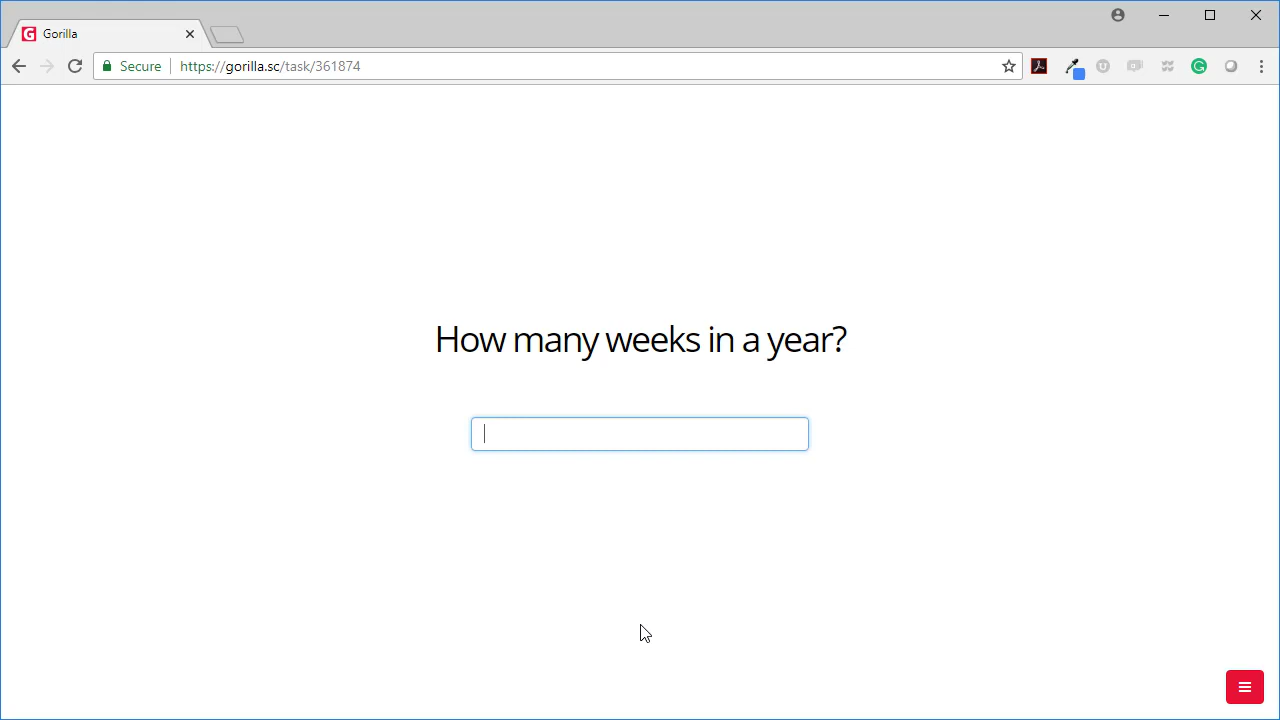 Gorilla
Secure https://gorilla.sc/task/361874
How many weeks in a year?